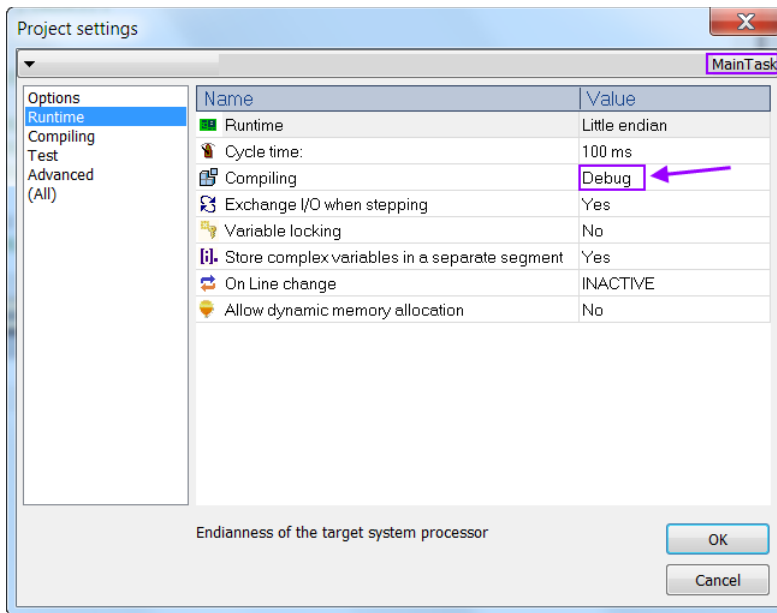 Project settings
MainTask
Options
Runtime
Compiling
Test
Advanced
(All)
Name Value
Runtime Little endian
Cycle time: 100 ms
Compiling Debug
Exchange I/O when stepping Yes
Variable locking No
Store complex variables in a separate segment Yes
On Line change INACTIVE
Allow dynamic memory allocation No
Endianness of the target system processor
OK
Cancel